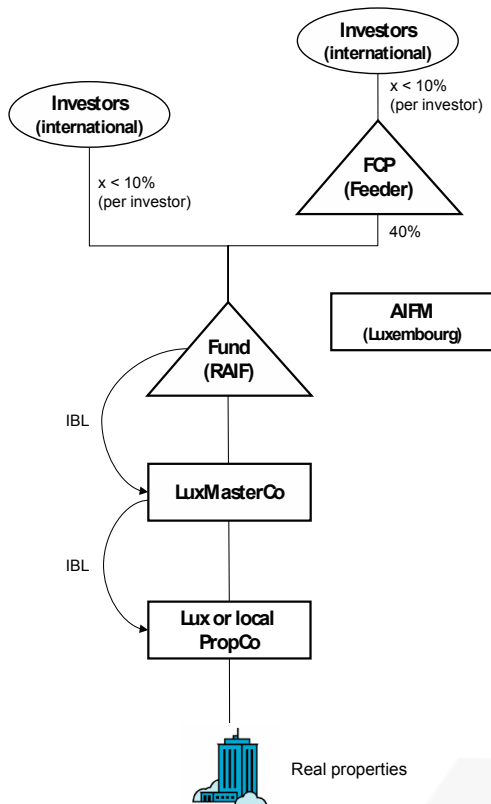 Investors
(international)
x < 10%
(per investor)
Investors
(international)
x < 10%
(per investor)
FCP
(Feeder)
40%
AIFM
(Luxembourg)
Fund
(RAIF)
IBL
LuxMasterCo
IBL
Lux or local
PropCo
Real properties